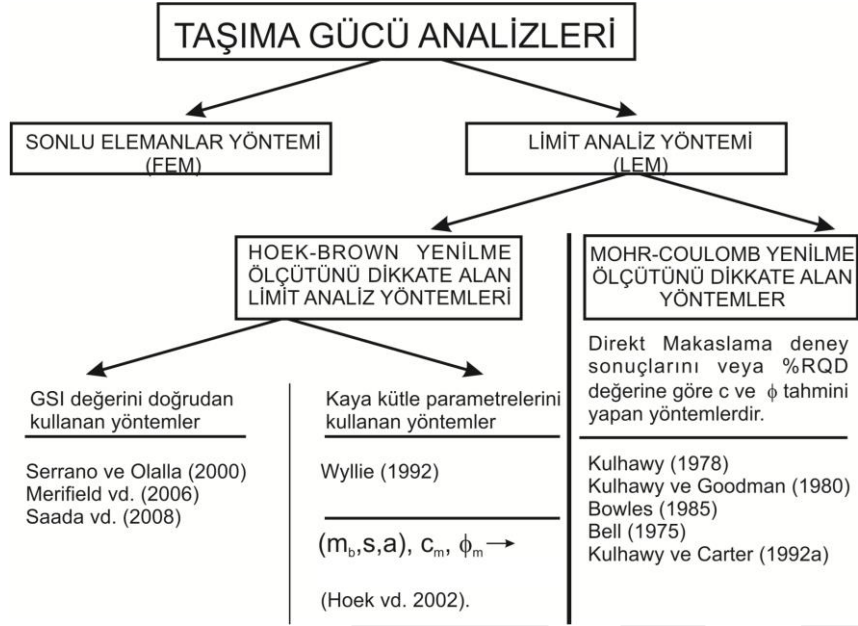 TAŞIMA GÜCÜ ANALİZLERİ
SONLU ELEMANLAR YÖNTEMİ
(FEM)
LİMİT ANALİZ YÖNTEMİ
(LEM)
HOEK-BROWN YENİLME
ÖLÇÜTÜNÜ DİKKATE ALAN
LİMİT ANALİZ YÖNTEMLERİ
MOHR-COULOMB YENİLME
ÖLÇÜTÜNÜ DİKKATE ALAN
YÖNTEMLER
GSI değerini doğrudan
kullanan yöntemler
Serrano ve Olalla (2000)
Merifield vd. (2006)
Saada vd. (2008)
Kaya kütle parametrelerini
kullanan yöntemler
Wyllie (1992)
(m_b,s,a), c_m, ϕ_m →
(Hoek vd. 2002).
Direkt Makaslama deney
sonuçlarını veya %RQD
değerine göre c ve ϕ tahmini
yapan yöntemlerdir.
Kulhawy (1978)
Kulhawy ve Goodman (1980)
Bowles (1985)
Bell (1975)
Kulhawy ve Carter (1992a)